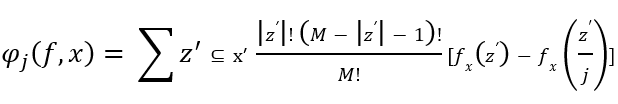 φⱼ(f, x) = ∑ z′ ⊆ x′ |z′|! (M − |z′| − 1)! / M! [fₓ(z′) − fₓ(z′/j)]